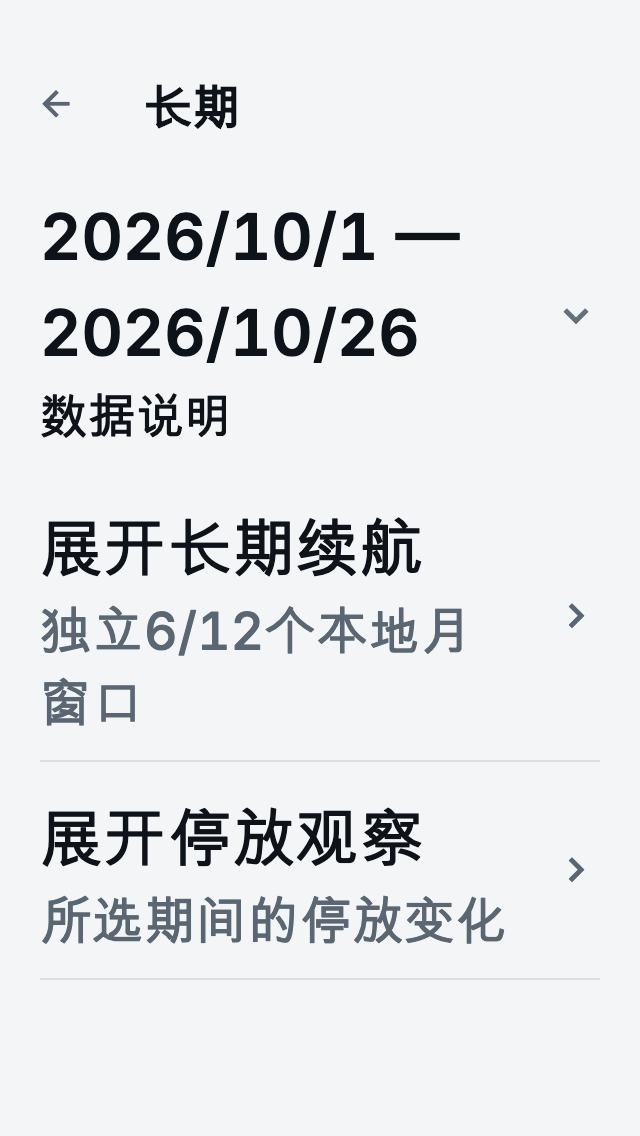 长期
2026/10/1 —
2026/10/26
数据说明
展开长期续航
独立6/12个本地月
窗口
展开停放观察
所选期间的停放变化